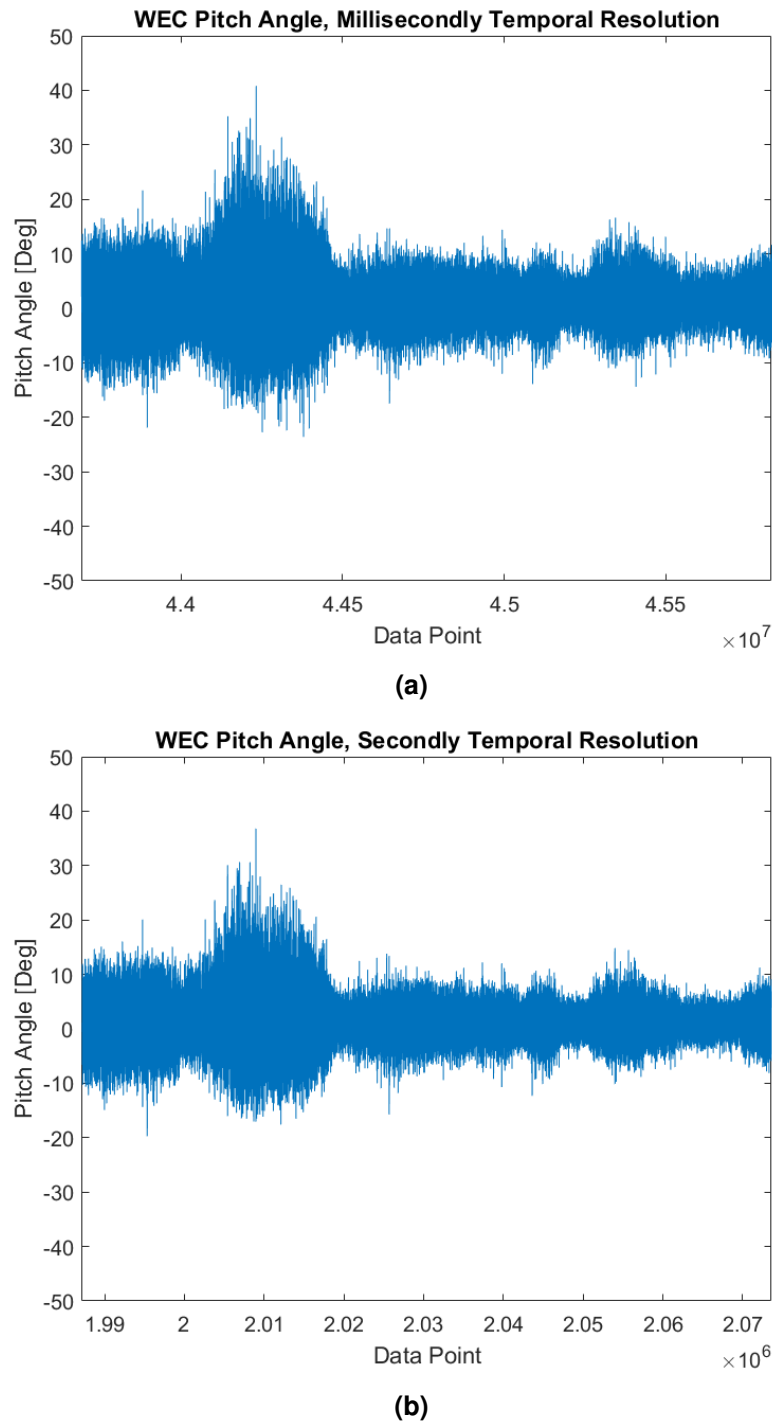 WEC Pitch Angle, Millisecondly Temporal Resolution
50
40
30
20
10
0
-10
-20
-30
-40
-50
Pitch Angle [Deg]
4.4 4.45 4.5 4.55
Data Point
×10^7
(a)
WEC Pitch Angle, Secondly Temporal Resolution
50
40
30
20
10
0
-10
-20
-30
-40
-50
Pitch Angle [Deg]
1.99 2 2.01 2.02 2.03 2.04 2.05 2.06 2.07
Data Point
×10^6
(b)